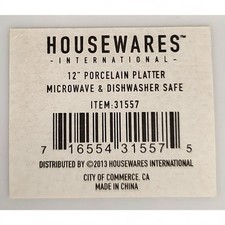 HOUSEWARES™
-INTERNATIONAL-
12" PORCELAIN PLATTER
MICROWAVE & DISHWASHER SAFE
ITEM:31557
7 16554 31557 5
DISTRIBUTED BY ©2013 HOUSEWARES INTERNATIONAL
CITY OF COMMERCE, CA
MADE IN CHINA